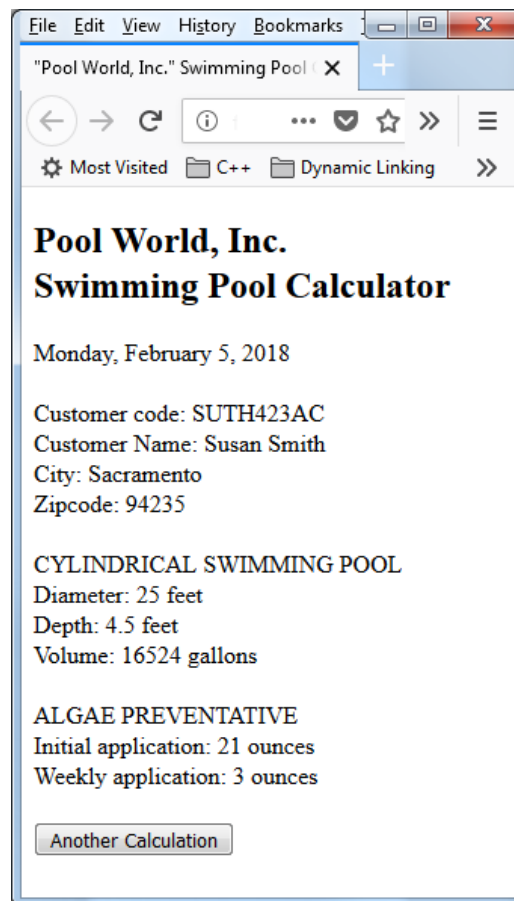 File Edit View History Bookmarks
"Pool World, Inc." Swimming Pool
Most Visited C++ Dynamic Linking
Pool World, Inc.
Swimming Pool Calculator
Monday, February 5, 2018
Customer code: SUTH423AC
Customer Name: Susan Smith
City: Sacramento
Zipcode: 94235
CYLINDRICAL SWIMMING POOL
Diameter: 25 feet
Depth: 4.5 feet
Volume: 16524 gallons
ALGAE PREVENTATIVE
Initial application: 21 ounces
Weekly application: 3 ounces
Another Calculation